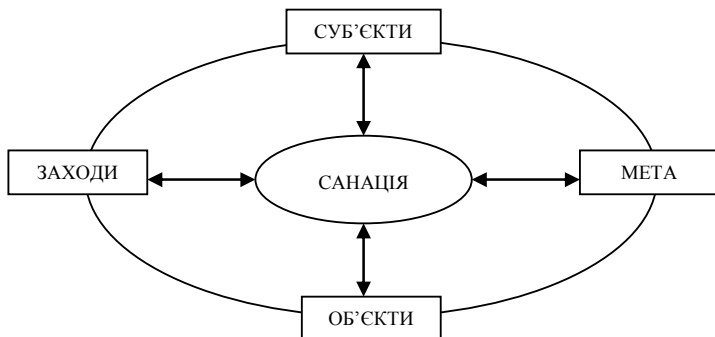 СУБ’ЄКТИ
ЗАХОДИ
САНАЦІЯ
МЕТА
ОБ’ЄКТИ